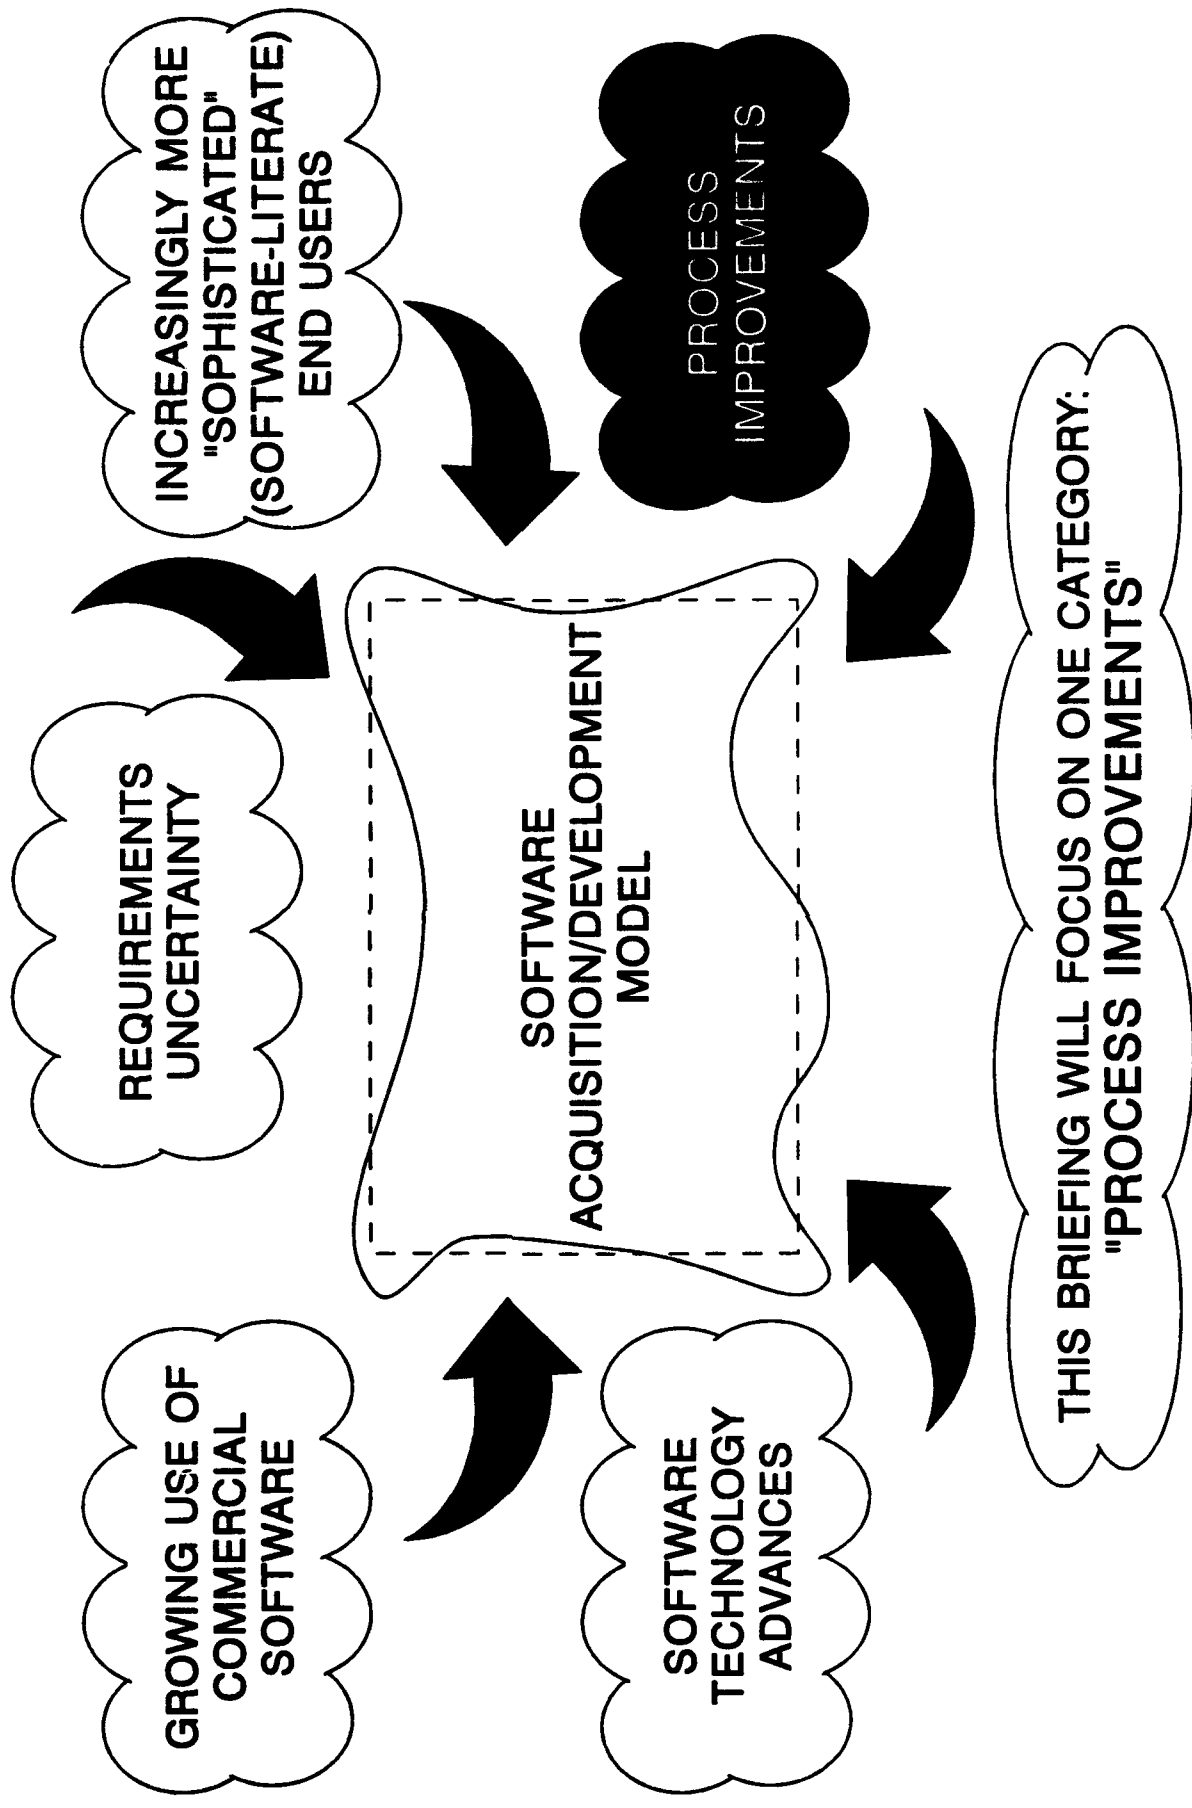 REQUIREMENTS
UNCERTAINTY
GROWING USE OF
COMMERCIAL
SOFTWARE
INCREASINGLY MORE
"SOPHISTICATED"
(SOFTWARE-LITERATE)
END USERS
SOFTWARE
ACQUISITION/DEVELOPMENT
MODEL
SOFTWARE
TECHNOLOGY
ADVANCES
PROCESS
IMPROVEMENTS
THIS BRIEFING WILL FOCUS ON ONE CATEGORY:
"PROCESS IMPROVEMENTS"